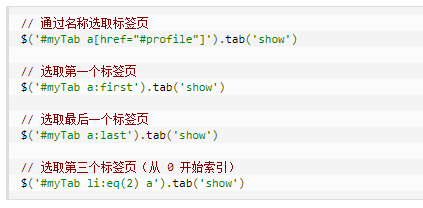 // 通过名称选取标签页
$('#myTab a[href="#profile"]').tab('show')
// 选取第一个标签页
$('#myTab a:first').tab('show')
// 选取最后一个标签页
$('#myTab a:last').tab('show')
// 选取第三个标签页（从 0 开始索引）
$('#myTab li:eq(2) a').tab('show')